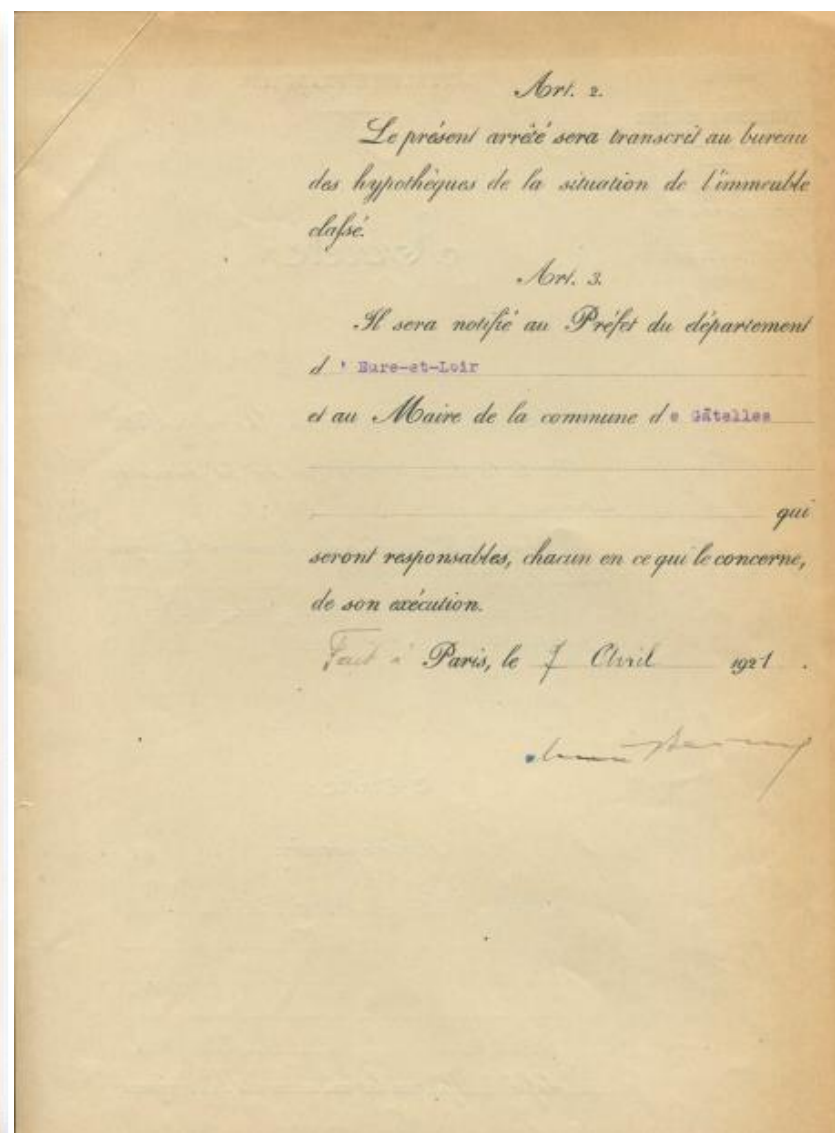 Art. 2.
Le présent arrêté sera transcrit au bureau
des hypothèques de la situation de l'immeuble
classé.
Art. 3.
Il sera notifié au Préfet du département
d 'Eure-et-Loir
et au Maire de la commune de Gâtelles
qui
seront responsables, chacun en ce qui le concerne,
de son exécution.
Fait à Paris, le 7 Avril 1921.